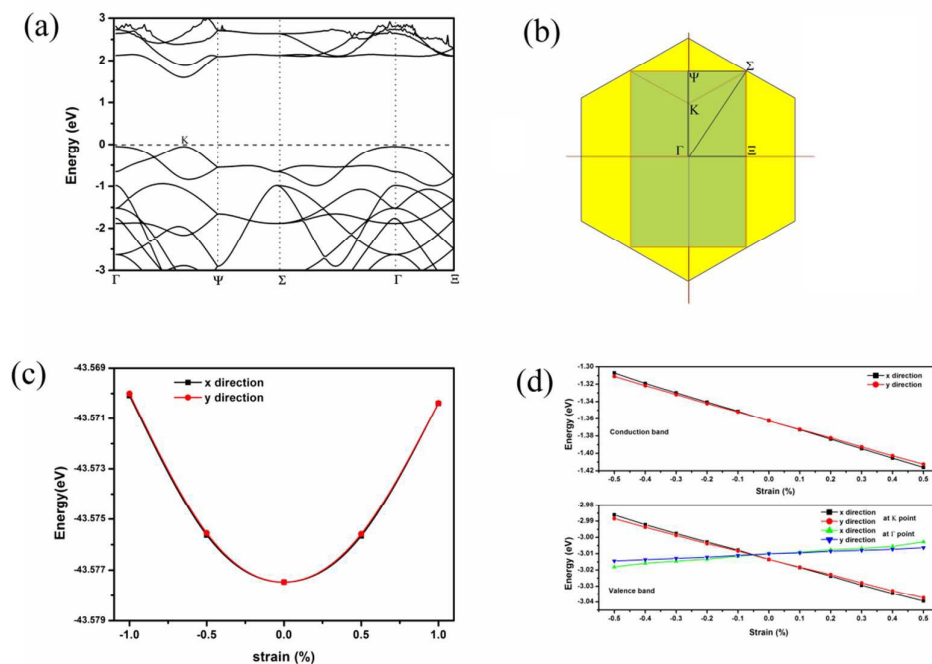 (a)
3
2
1
0
-1
-2
-3
Energy (eV)
K
Γ
Ψ
Σ
Γ
Ξ
(b)
Ψ
Σ
K
Γ
Ξ
(c)
-43.569
-43.571
-43.573
-43.575
-43.577
-43.579
Energy(eV)
x direction
y direction
-1.0
-0.5
0.0
0.5
1.0
strain (%)
(d)
-1.30
-1.32
-1.34
-1.36
-1.38
-1.40
-1.42
Energy (eV)
x direction
y direction
Conduction band
-0.5 -0.4 -0.3 -0.2 -0.1 0.0 0.1 0.2 0.3 0.4 0.5
Strain (%)
-2.98
-2.99
-3.00
-3.01
-3.02
-3.03
-3.04
Energy (eV)
x direction
y direction
at K point
x direction
y direction
at Γ point
Valence band
-0.5 -0.4 -0.3 -0.2 -0.1 0.0 0.1 0.2 0.3 0.4 0.5
Strain (%)